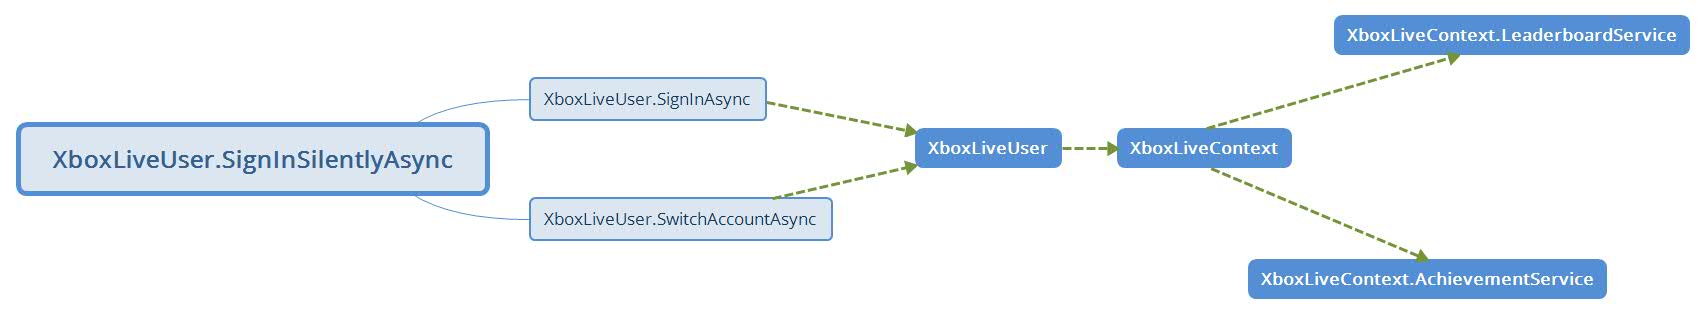 XboxLiveUser.SignInSilentlyAsync
XboxLiveUser.SignInAsync
XboxLiveUser.SwitchAccountAsync
XboxLiveUser
XboxLiveContext
XboxLiveContext.LeaderboardService
XboxLiveContext.AchievementService